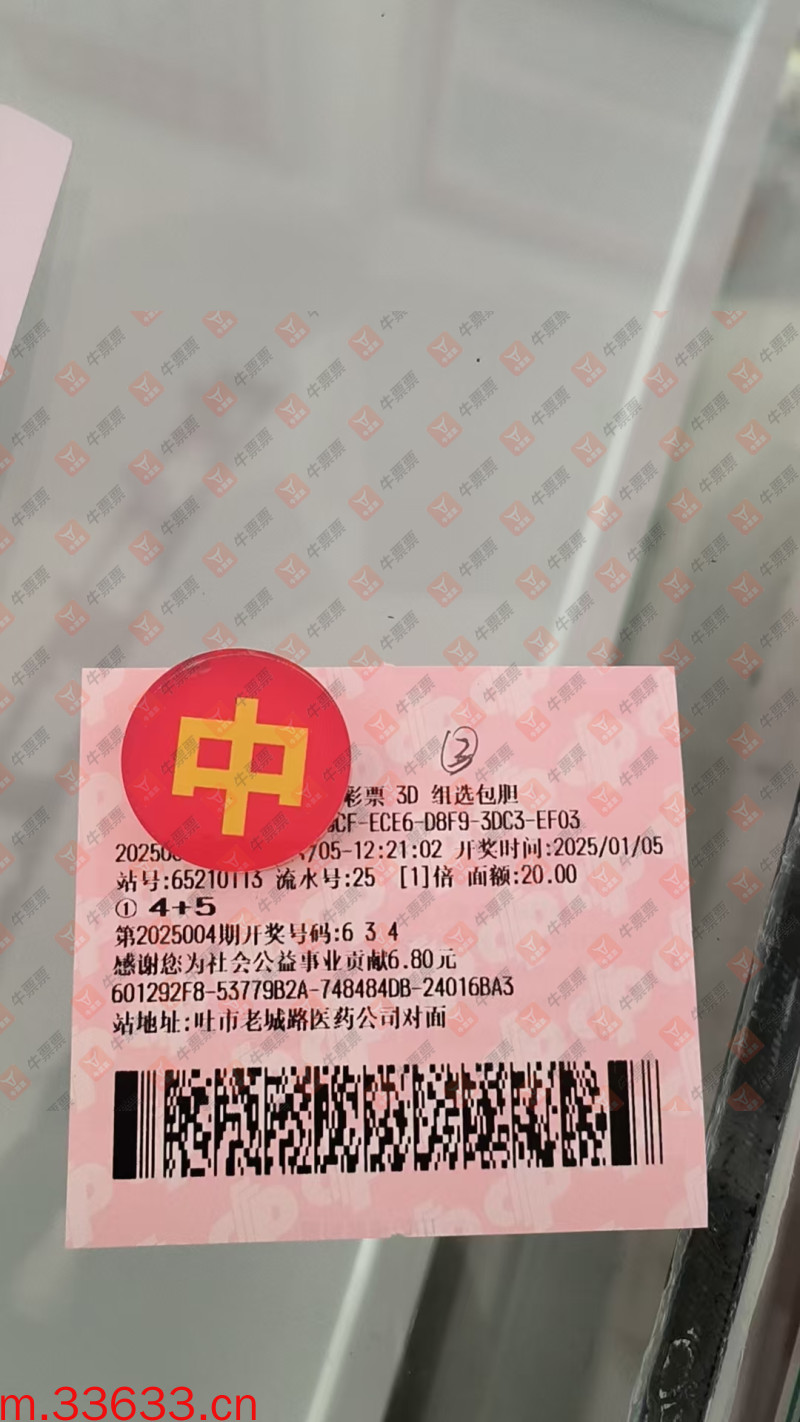 中
③
彩票 3D 组选包胆
CF-ECE6-D8F9-3DC3-EF03
202500 /05-12:21:02 开奖时间:2025/01/05
站号:65210113 流水号:25 [1]倍 面额:20.00
① 4+5
第2025004期开奖号码:6 3 4
感谢您为社会公益事业贡献6.80元
601292F8-53779B2A-748484DB-24016BA3
站地址:吐市老城路医药公司对面
牛票票
m.33633.cn